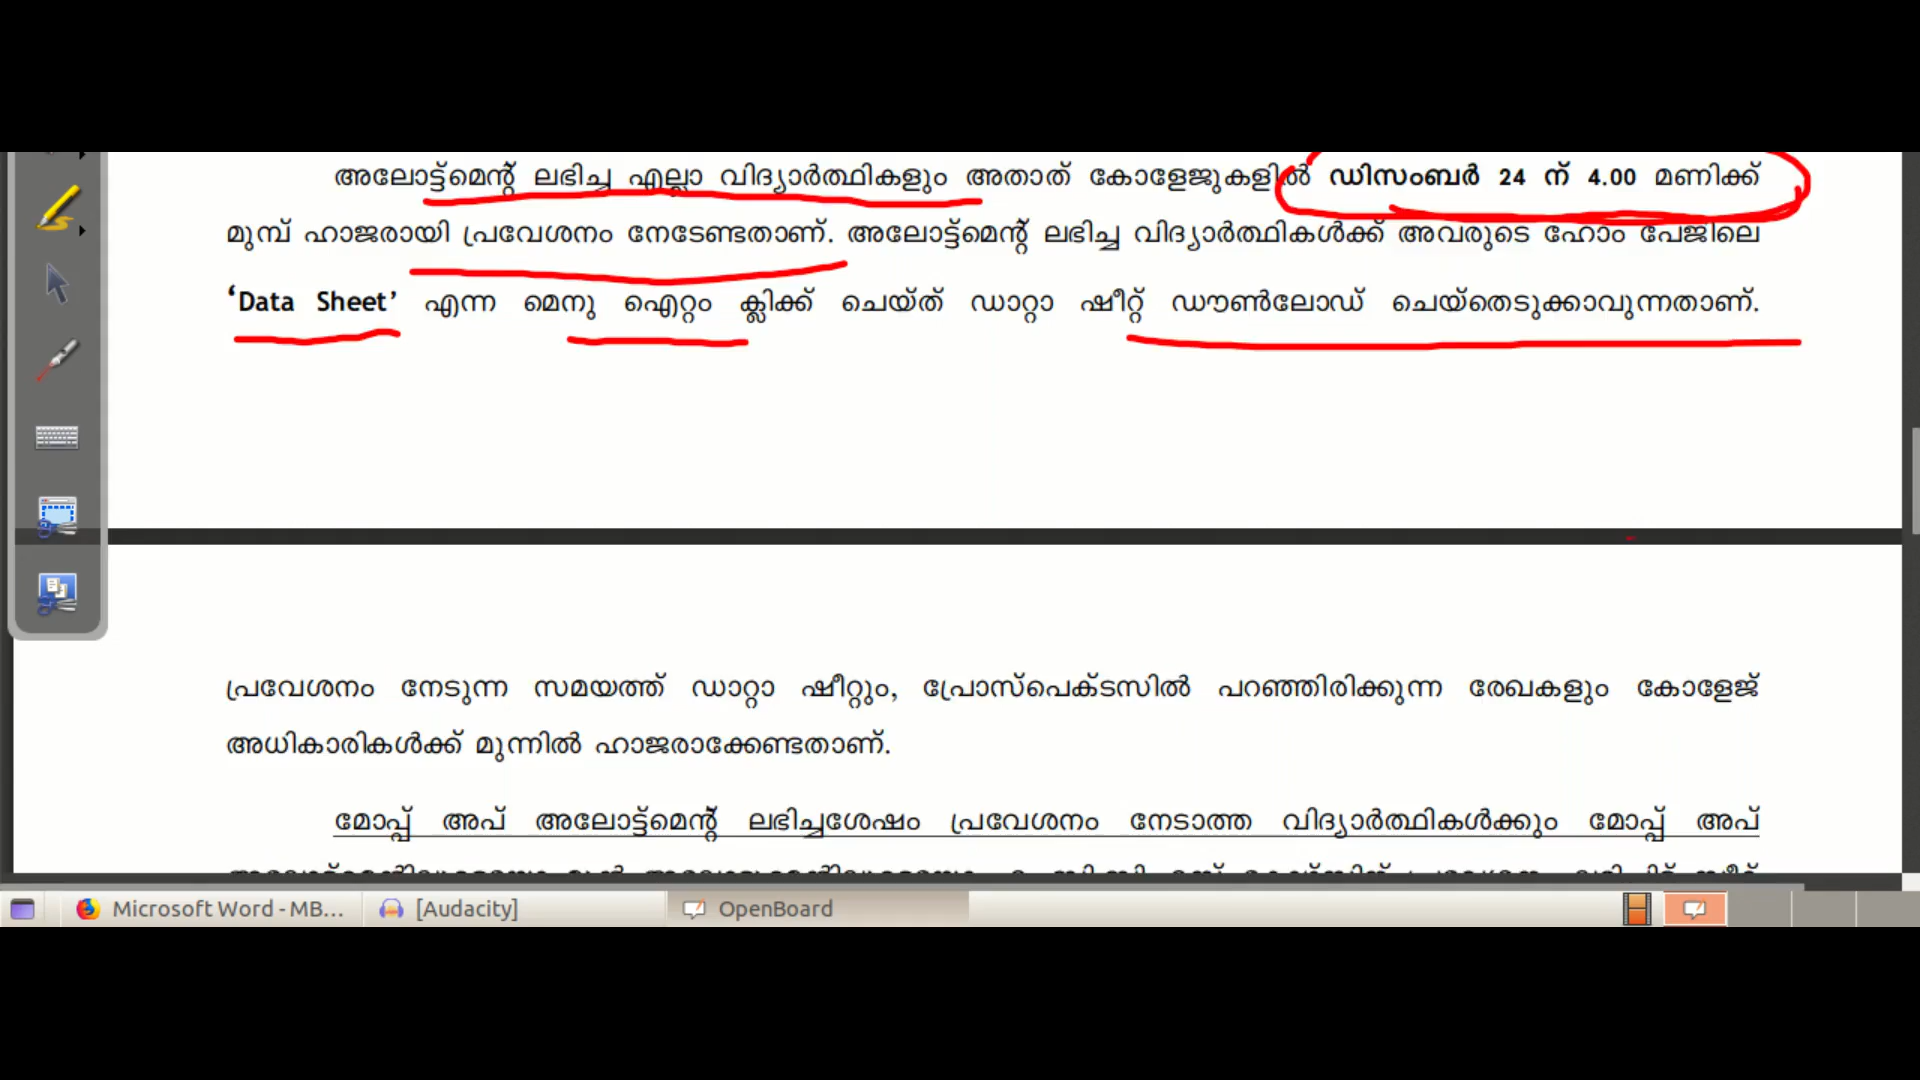 അലോട്ട്മെന്റ് ലഭിച്ച എല്ലാ വിദ്യാർത്ഥികളും അതാത് കോളേജുകളിൽ ഡിസംബർ 24 ന് 4.00 മണിക്ക്
മുമ്പ് ഹാജരായി പ്രവേശനം നേടേണ്ടതാണ്. അലോട്ട്മെന്റ് ലഭിച്ച വിദ്യാർത്ഥികൾക്ക് അവരുടെ ഹോം പേജിലെ
‘Data Sheet’ എന്ന മെനു ഐറ്റം ക്ലിക്ക് ചെയ്ത് ഡാറ്റാ ഷീറ്റ് ഡൗൺലോഡ് ചെയ്തെടുക്കാവുന്നതാണ്.
പ്രവേശനം നേടുന്ന സമയത്ത് ഡാറ്റാ ഷീറ്റും, പ്രോസ്പെക്ടസിൽ പറഞ്ഞിരിക്കുന്ന രേഖകളും കോളേജ്
അധികാരികൾക്ക് മുന്നിൽ ഹാജരാക്കേണ്ടതാണ്.
മോപ്പ് അപ് അലോട്ട്മെന്റ് ലഭിച്ചശേഷം പ്രവേശനം നേടാത്ത വിദ്യാർത്ഥികൾക്കും മോപ്പ് അപ്
Microsoft Word - MB... [Audacity] OpenBoard